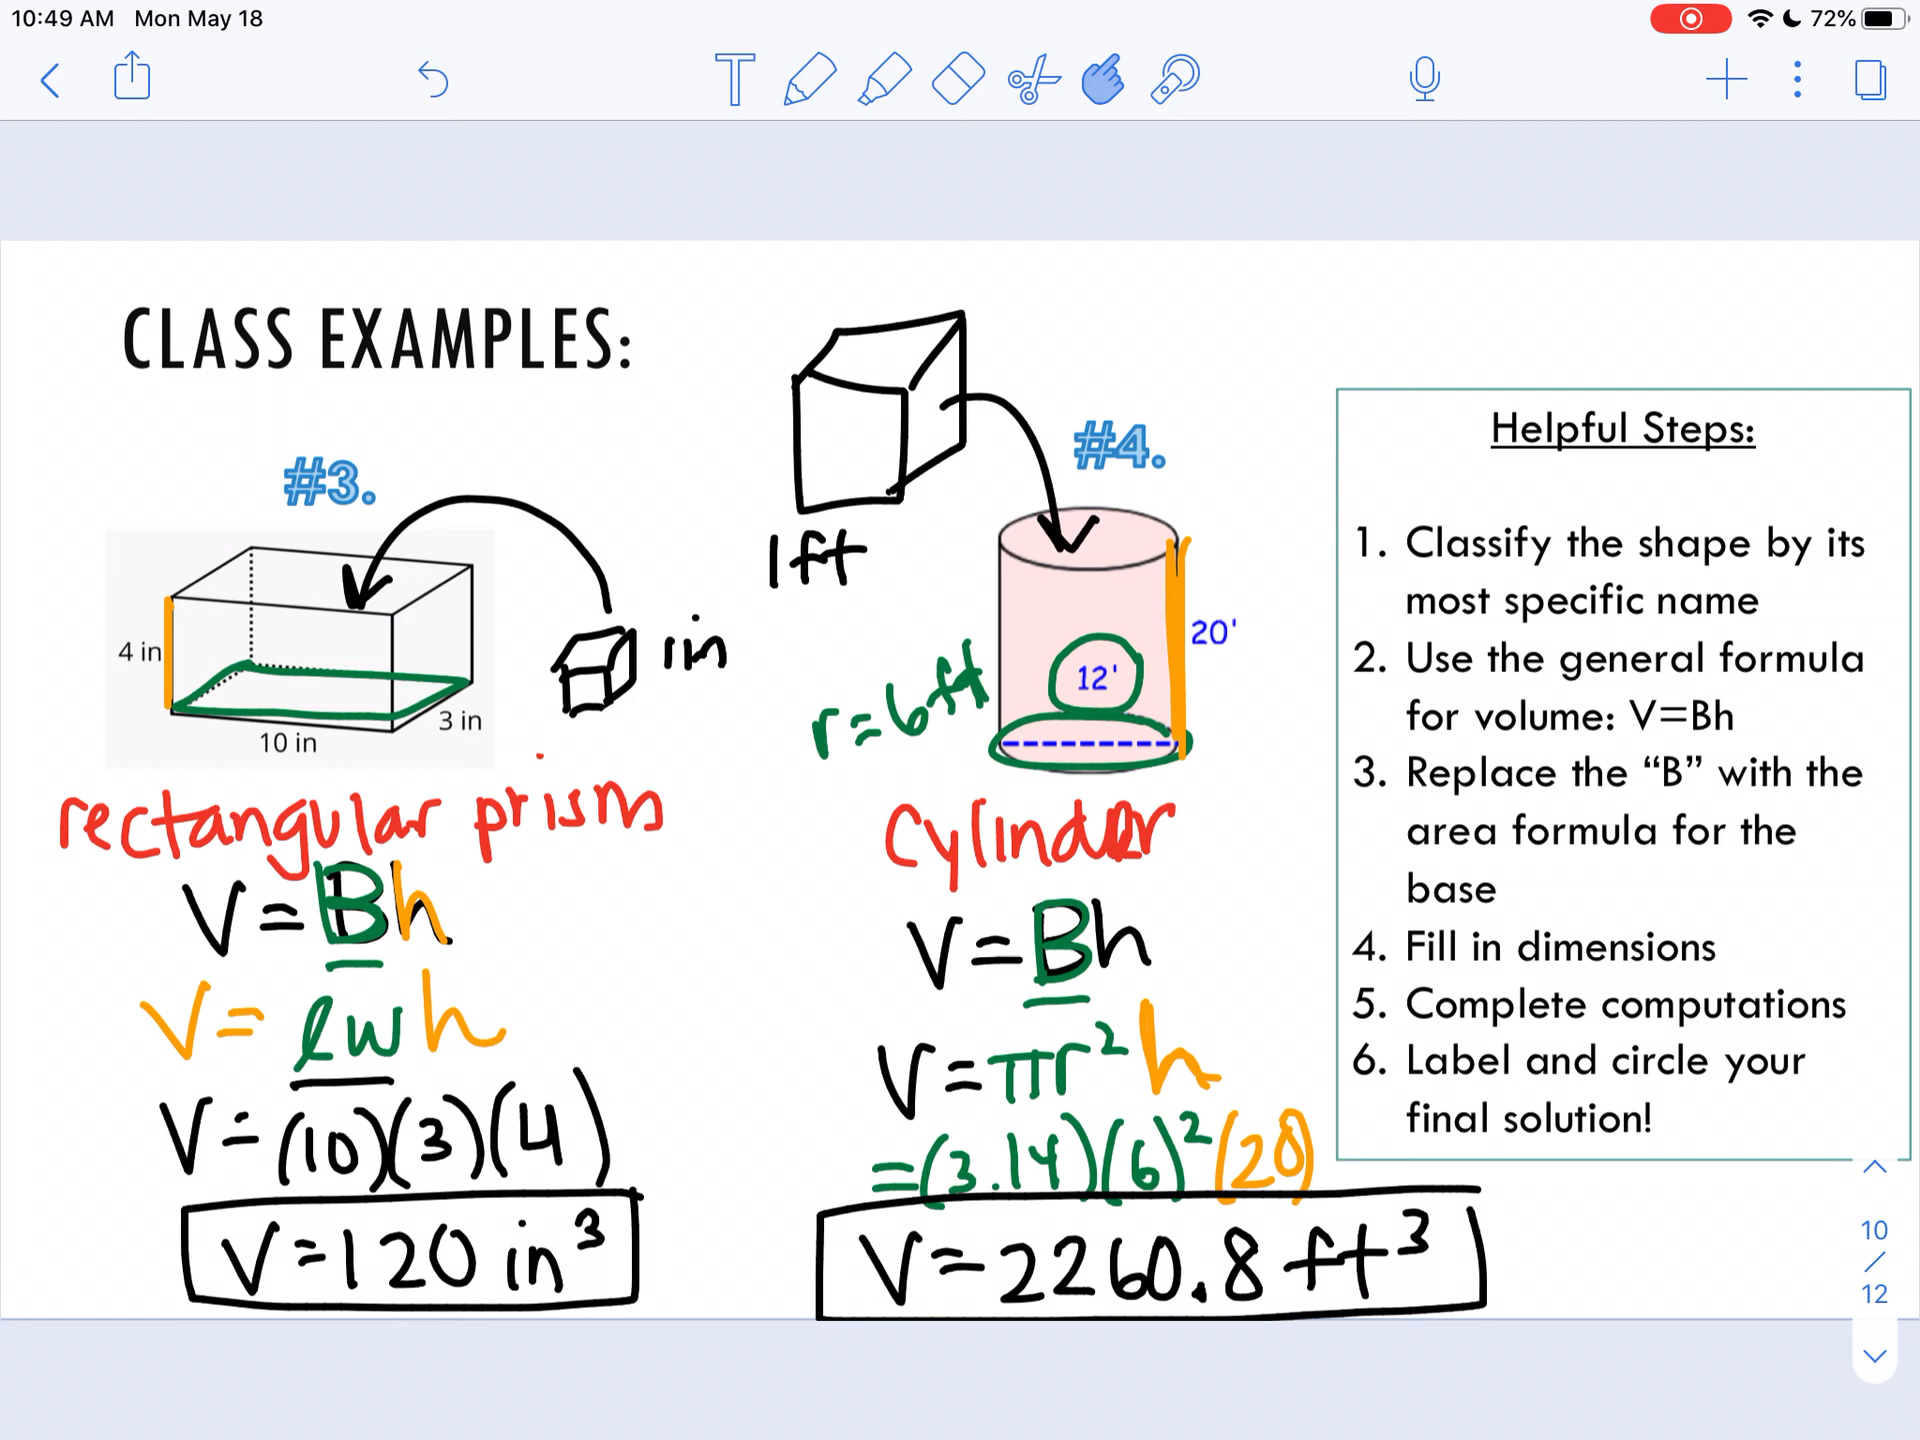 10:49 AM Mon May 18
72%
CLASS EXAMPLES:
#3.
4 in
10 in
3 in
1in
rectangular prism
V=Bh
V=lwh
V=(10)(3)(4)
V=120 in³
1ft
#4.
20'
12'
r=6ft
Cylinder
V=Bh
V=πr²h
=(3.14)(6)²(20)
V=2260.8 ft³
Helpful Steps:
1. Classify the shape by its
most specific name
2. Use the general formula
for volume: V=Bh
3. Replace the “B” with the
area formula for the
base
4. Fill in dimensions
5. Complete computations
6. Label and circle your
final solution!
10
/
12